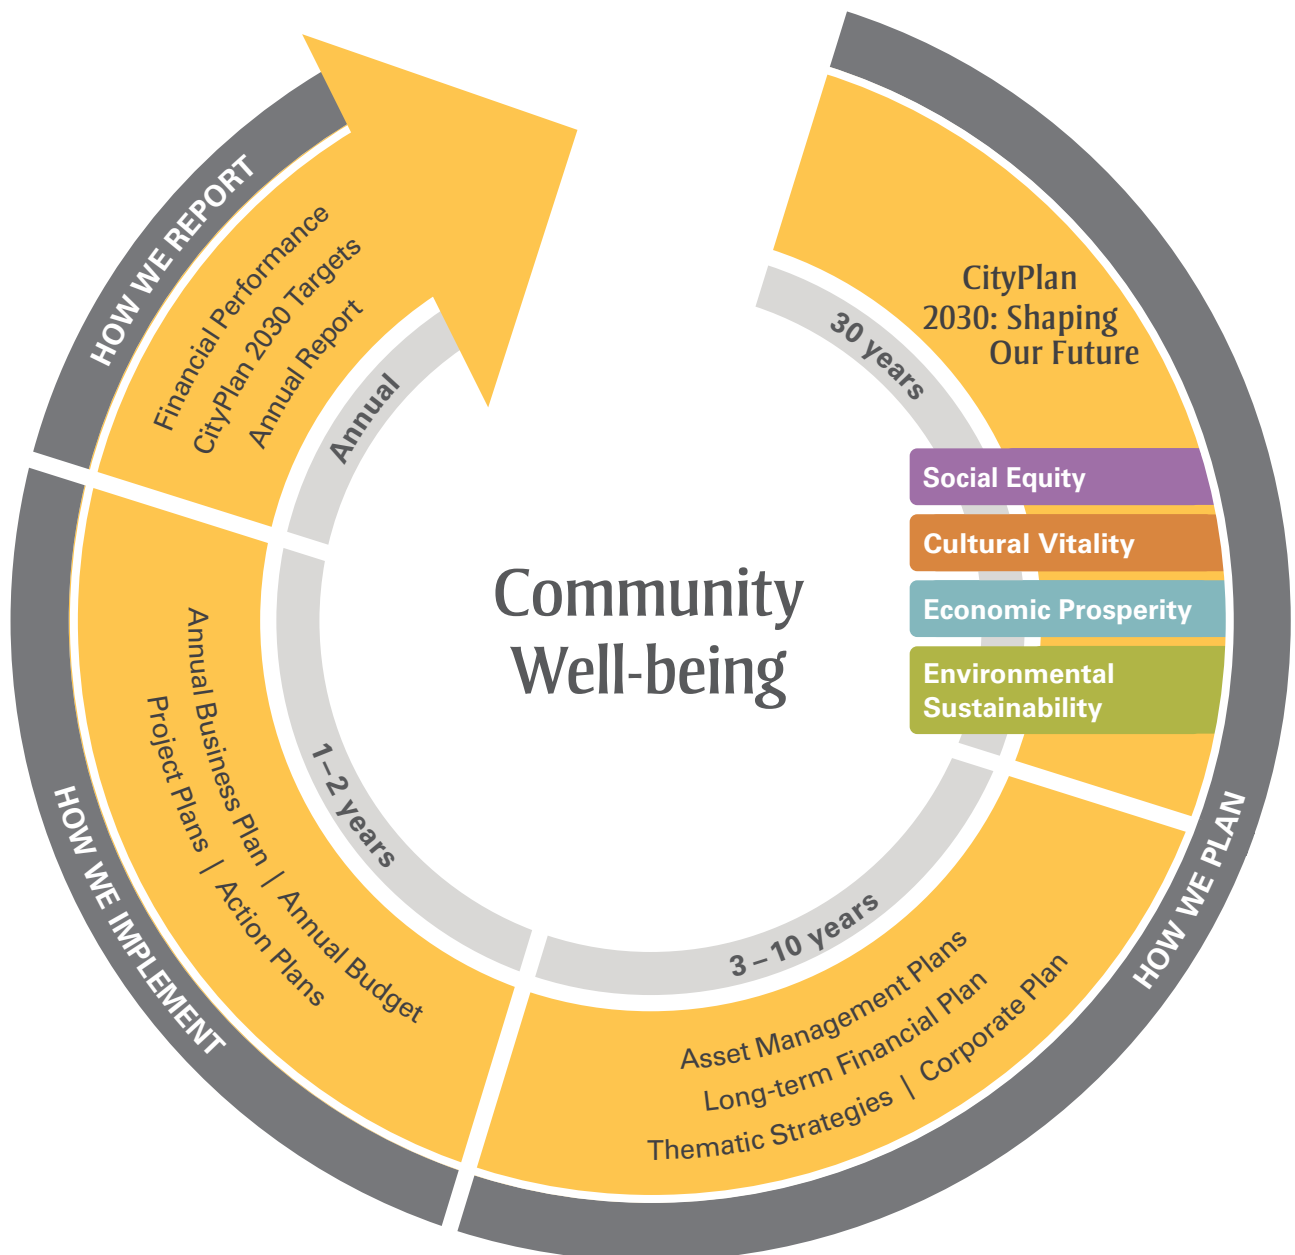 CityPlan
2030: Shaping
Our Future
30 years
Social Equity
Cultural Vitality
Economic Prosperity
Environmental
Sustainability
HOW WE PLAN
3–10 years
Asset Management Plans
Long-term Financial Plan
Thematic Strategies | Corporate Plan
HOW WE IMPLEMENT
1–2 years
Annual Business Plan | Annual Budget
Project Plans | Action Plans
HOW WE REPORT
Financial Performance
CityPlan 2030 Targets
Annual Report
Annual
Community
Well-being